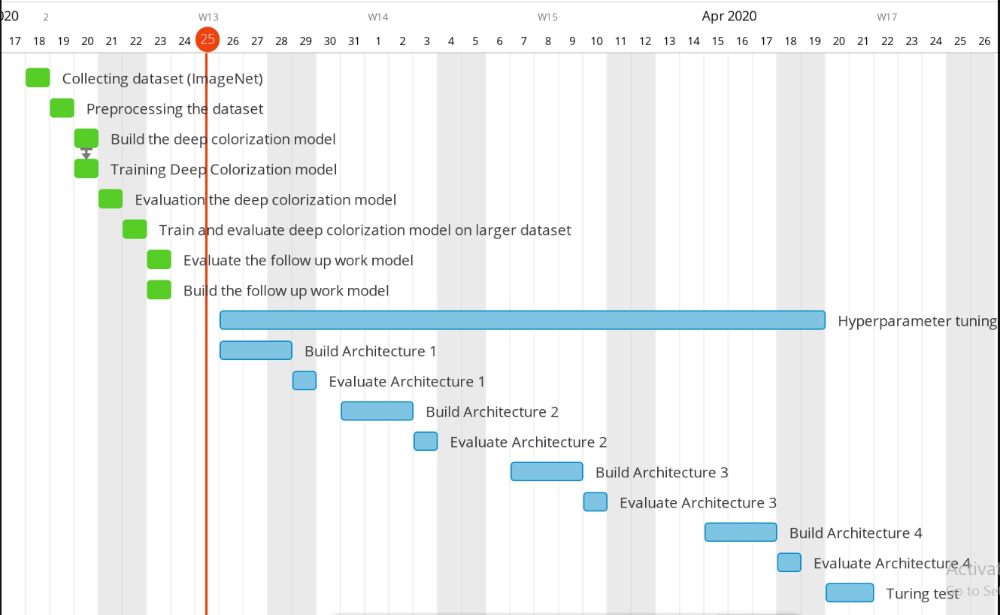 020 2 W13 W14 W15 Apr 2020 W17
17 18 19 20 21 22 23 24 25 26 27 28 29 30 31 1 2 3 4 5 6 7 8 9 10 11 12 13 14 15 16 17 18 19 20 21 22 23 24 25 26
Collecting dataset (ImageNet)
Preprocessing the dataset
Build the deep colorization model
Training Deep Colorization model
Evaluation the deep colorization model
Train and evaluate deep colorization model on larger dataset
Evaluate the follow up work model
Build the follow up work model
Hyperparameter tuning
Build Architecture 1
Evaluate Architecture 1
Build Architecture 2
Evaluate Architecture 2
Build Architecture 3
Evaluate Architecture 3
Build Architecture 4
Evaluate Architecture 4
Activat
Turing test
Go to Se